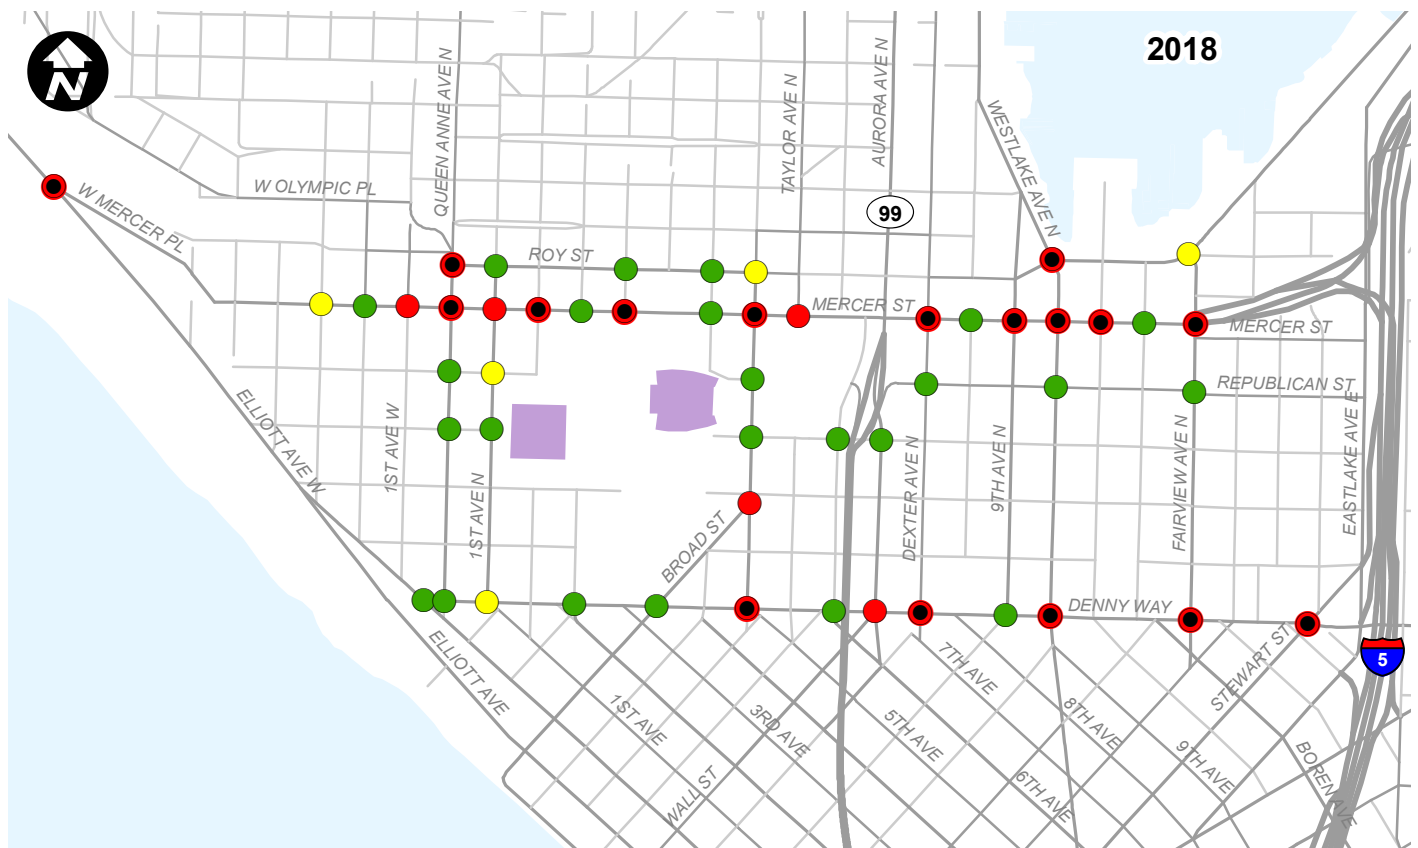 2018
N
QUEEN ANNE AVE N
TAYLOR AVE N
AURORA AVE N
WESTLAKE AVE N
W OLYMPIC PL
W MERCER PL
99
ROY ST
MERCER ST
MERCER ST
REPUBLICAN ST
ELLIOTT AVE W
1ST AVE W
1ST AVE N
BROAD ST
DEXTER AVE N
9TH AVE N
FAIRVIEW AVE N
EASTLAKE AVE E
DENNY WAY
ELLIOTT AVE
1ST AVE
3RD AVE
5TH AVE
7TH AVE
8TH AVE
6TH AVE
9TH AVE
WALL ST
STEWART ST
BOREN AVE
5